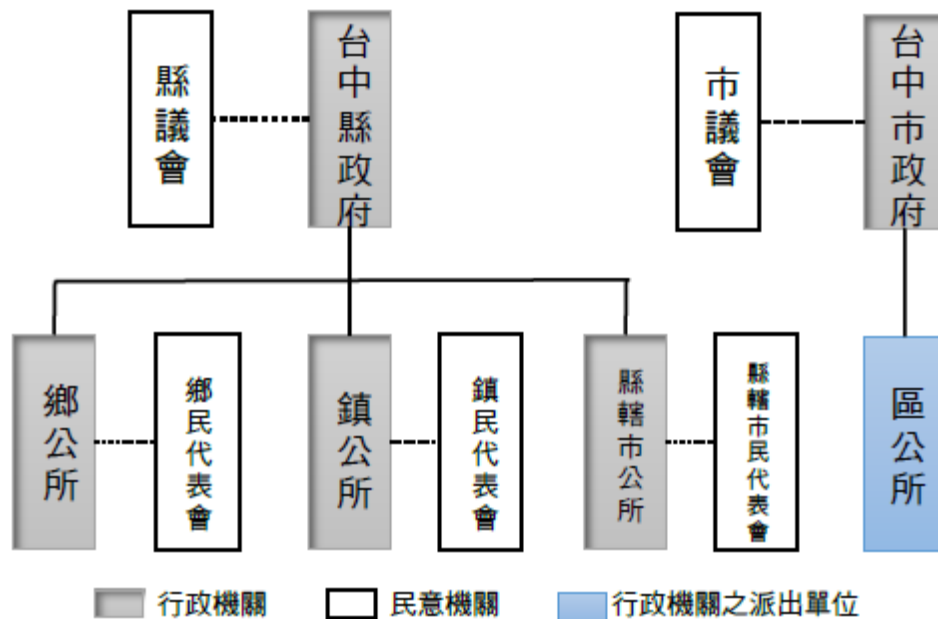 縣議會
台中縣政府
市議會
台中市政府
鄉公所
鄉民代表會
鎮公所
鎮民代表會
縣轄市公所
縣轄市民代表會
區公所
行政機關
民意機關
行政機關之派出單位